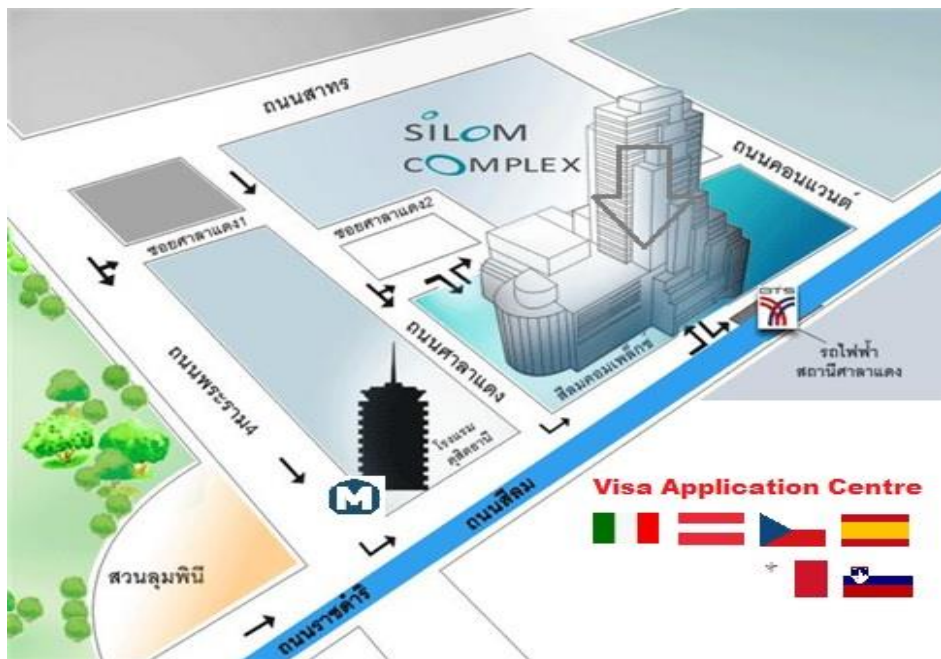 ถนนสาทร
SILOM
COMPLEX
ถนนคอนแวนต์
ซอยศาลาแดง1
ซอยศาลาแดง2
BTS
รถไฟฟ้า
สถานีศาลาแดง
สีลมคอมเพล็กซ
ถนนศาลาแดง
ถนนพระราม4
โรงแรม
ดุสิตธานี
M
ถนนสีลม
Visa Application Centre
สวนลุมพินี
ถนนราชดำริ